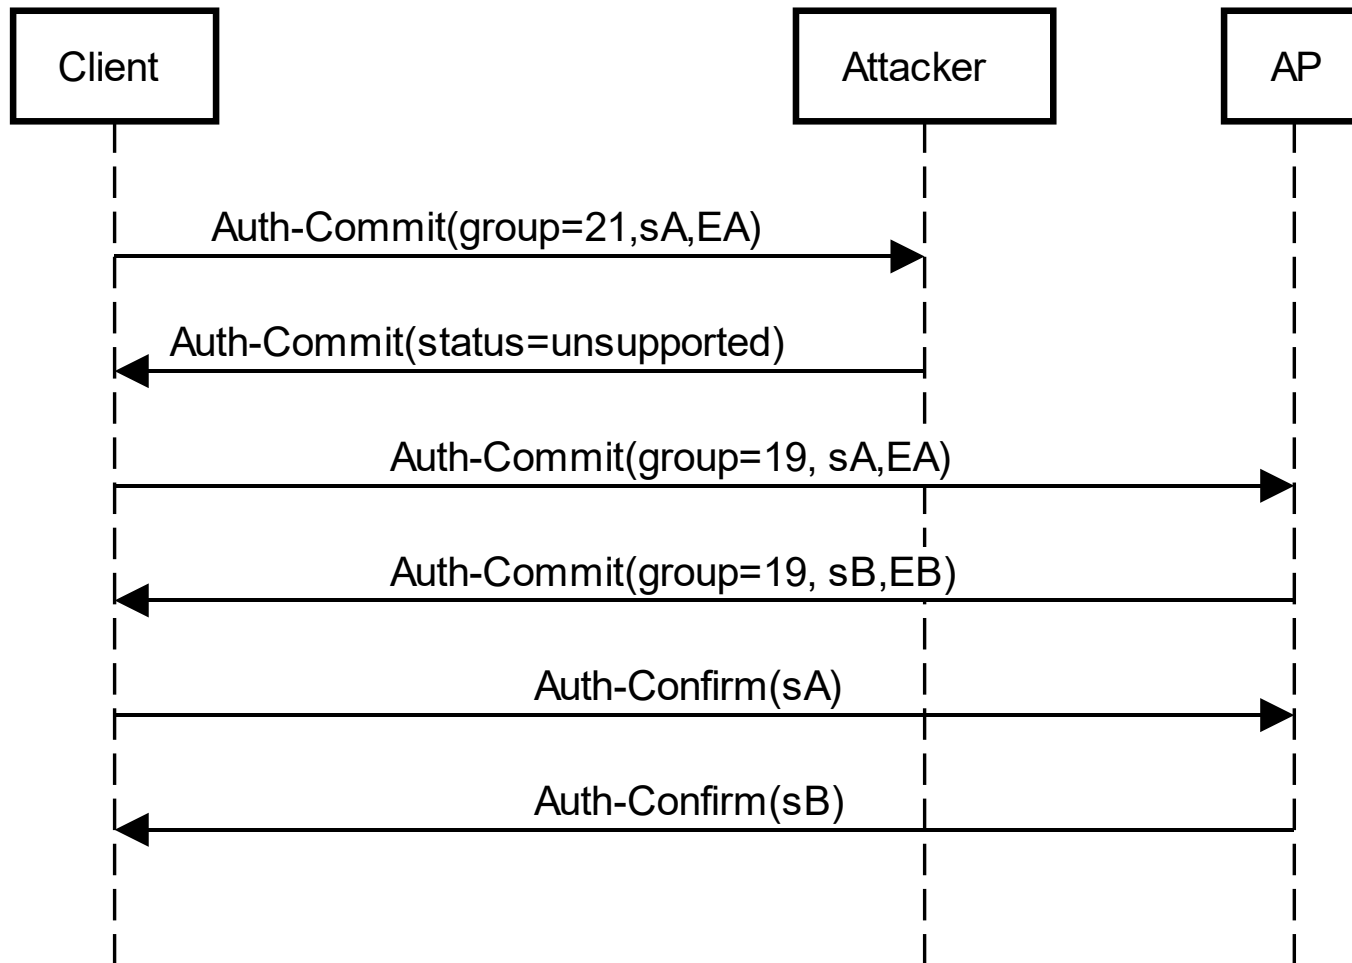 Client
Attacker
AP
Auth-Commit(group=21,sA,EA)
Auth-Commit(status=unsupported)
Auth-Commit(group=19, sA,EA)
Auth-Commit(group=19, sB,EB)
Auth-Confirm(sA)
Auth-Confirm(sB)